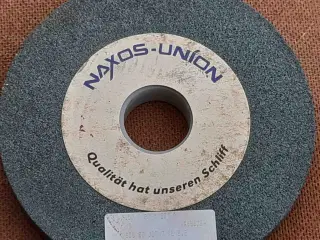 NAXOS-UNION
Qualität hat unseren Schliff